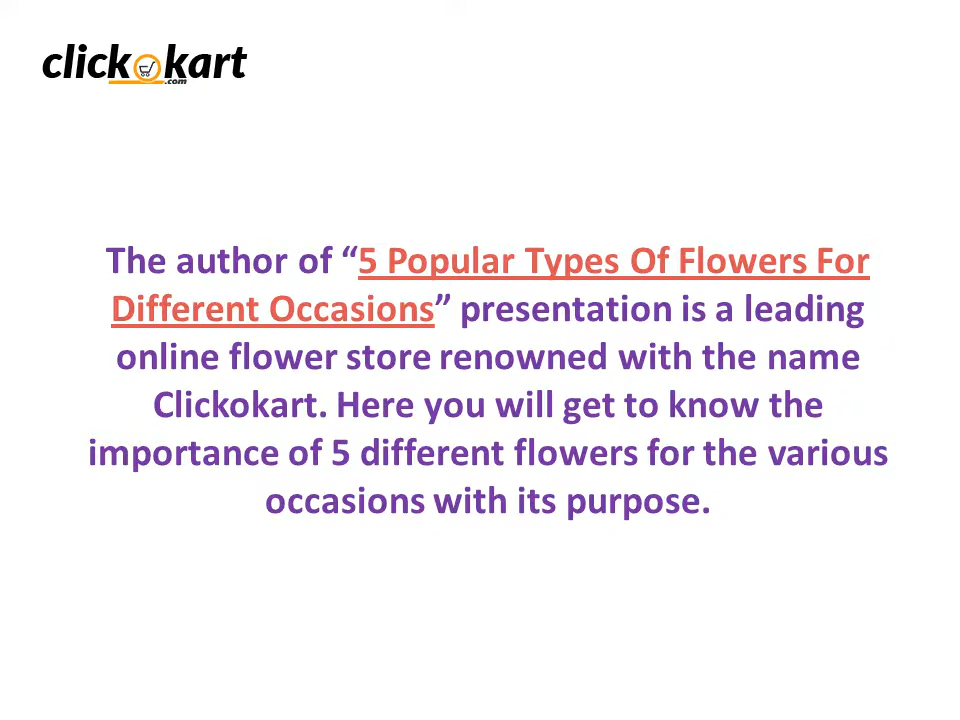 clickokart
.com
The author of “5 Popular Types Of Flowers For
Different Occasions” presentation is a leading
online flower store renowned with the name
Clickokart. Here you will get to know the
importance of 5 different flowers for the various
occasions with its purpose.